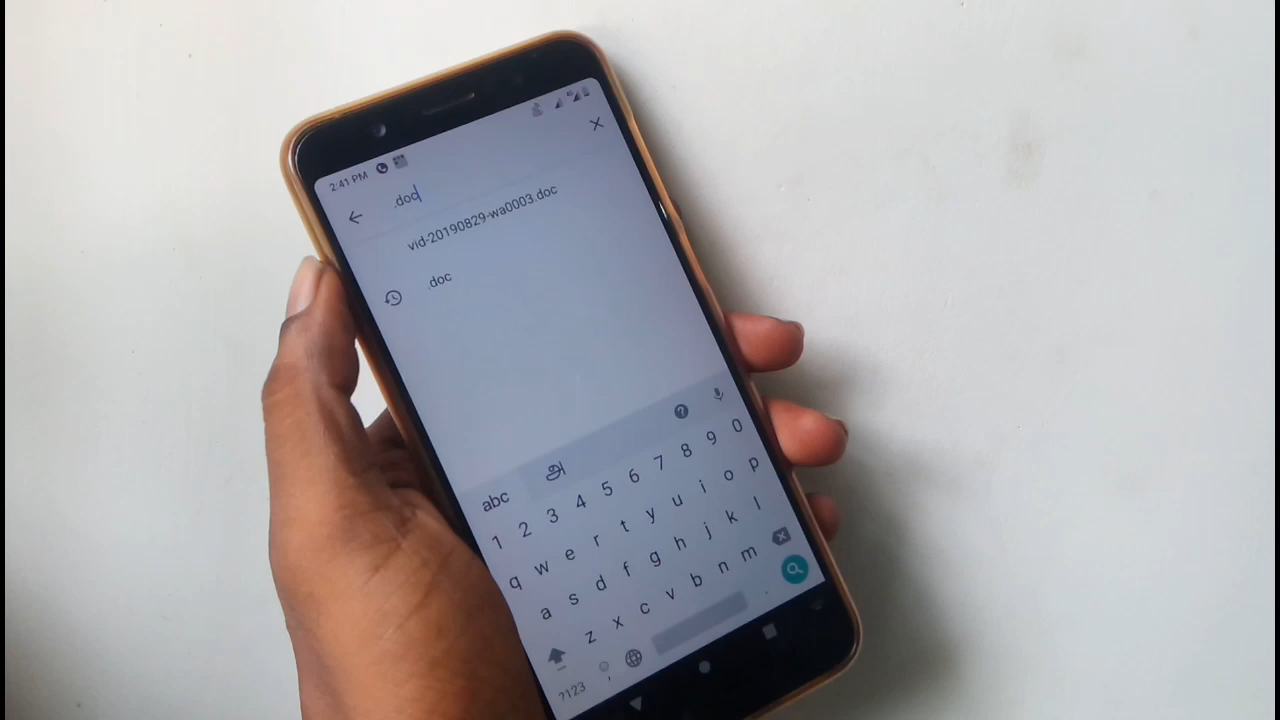 2:41 PM
.doc
vid-20190829-wa0003.doc
.doc
abc அ
1 2 3 4 5 6 7 8 9 0
q w e r t y u i o p
a s d f g h j k l
z x c v b n m
?123 , .